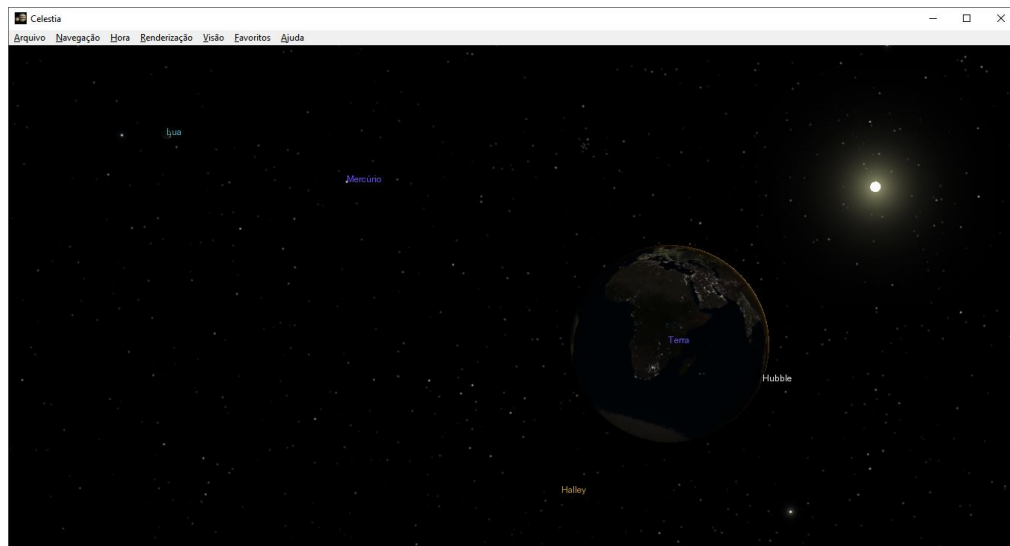 Celestia
Arquivo Navegação Hora Renderização Visão Favoritos Ajuda
Lua
Mercúrio
Terra
Hubble
Halley